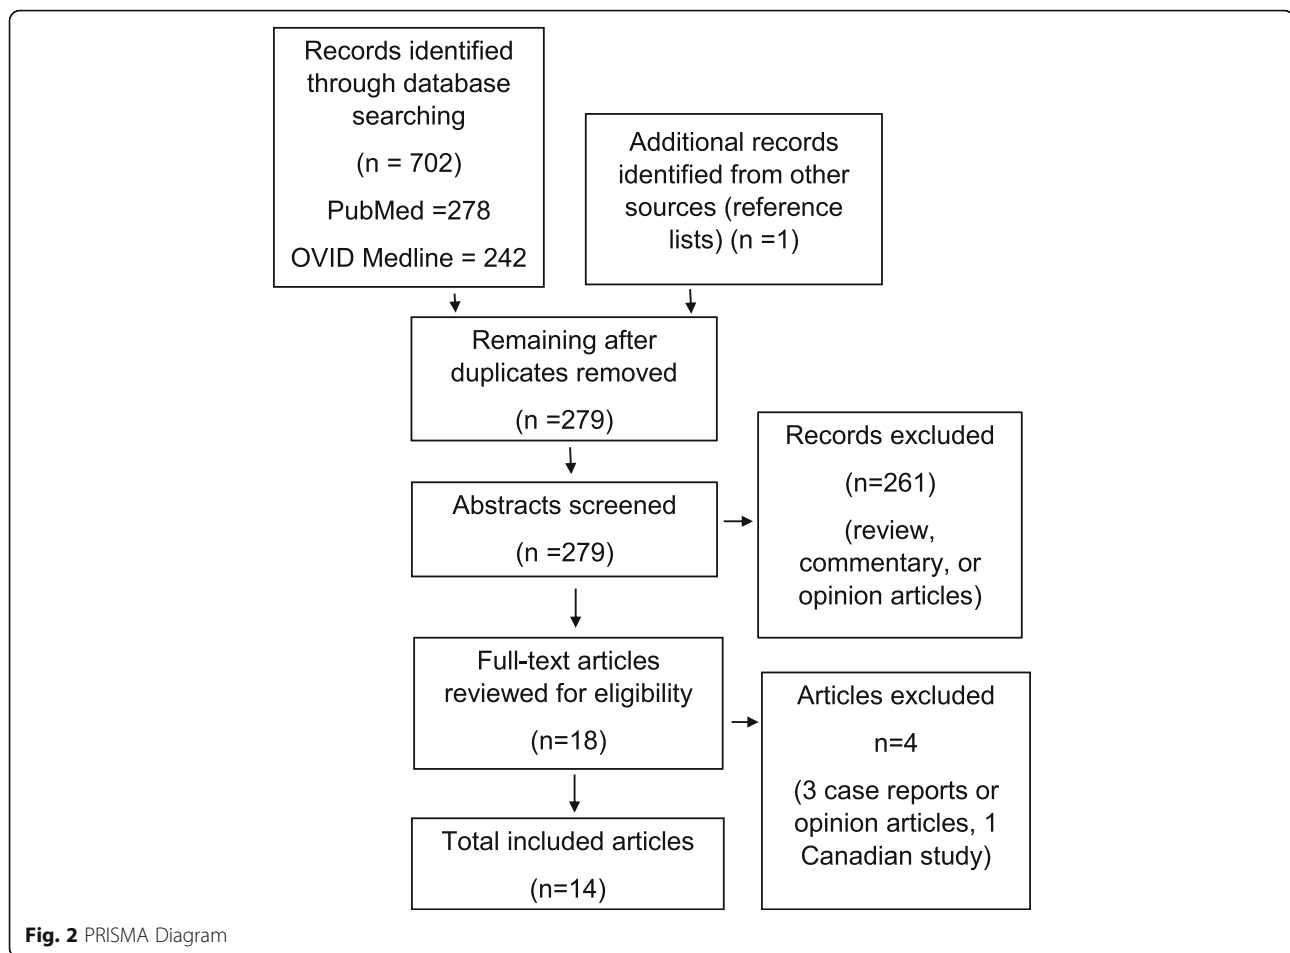 Records identified
through database
searching
(n = 702)
PubMed =278
OVID Medline = 242
Additional records
identified from other
sources (reference
lists) (n =1)
Remaining after
duplicates removed
(n =279)
Abstracts screened
(n =279)
Records excluded
(n=261)
(review,
commentary, or
opinion articles)
Full-text articles
reviewed for eligibility
(n=18)
Articles excluded
n=4
(3 case reports or
opinion articles, 1
Canadian study)
Total included articles
(n=14)
Fig. 2 PRISMA Diagram